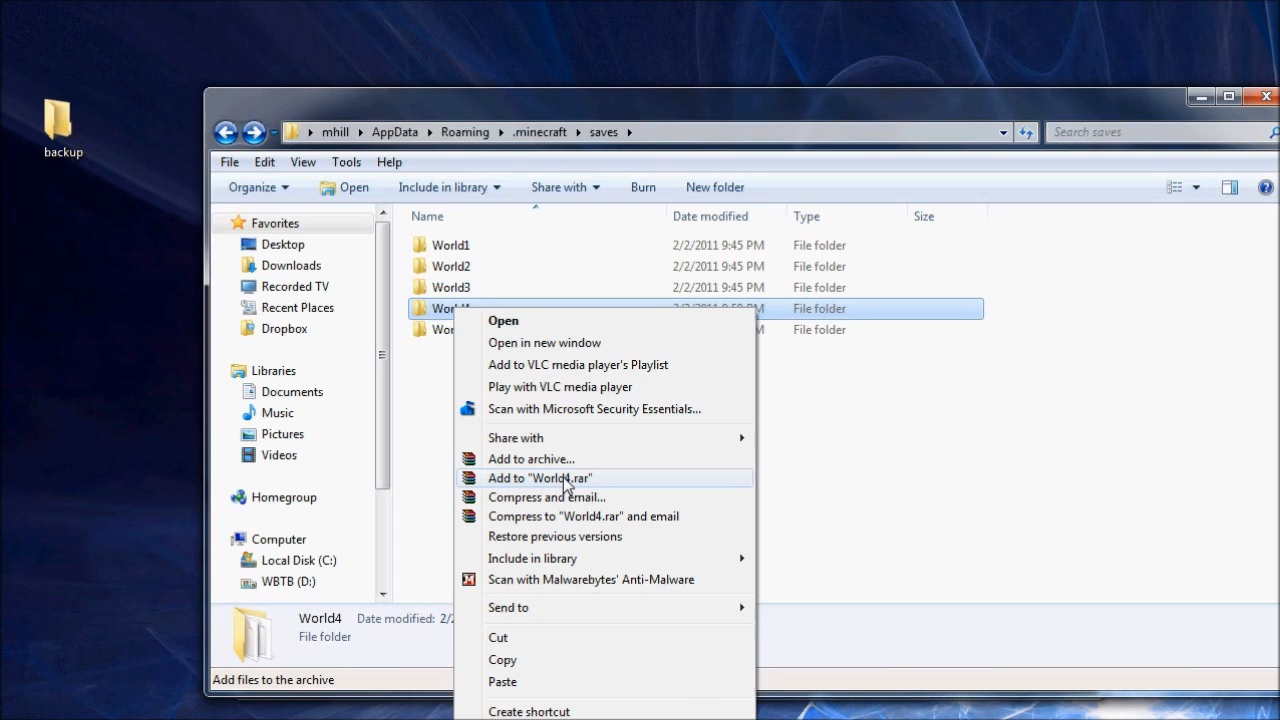 backup
mhill AppData Roaming .minecraft saves
Search saves
File Edit View Tools Help
Organize Open Include in library Share with Burn New folder
Name Date modified Type Size
Favorites
Desktop
Downloads
Recorded TV
Recent Places
Dropbox
Libraries
Documents
Music
Pictures
Videos
Homegroup
Computer
Local Disk (C:)
WBTB (D:)
World1 2/2/2011 9:45 PM File folder
World2 2/2/2011 9:45 PM File folder
World3 2/2/2011 9:45 PM File folder
File folder
File folder
Open
Open in new window
Add to VLC media player's Playlist
Play with VLC media player
Scan with Microsoft Security Essentials...
Share with
Add to archive...
Add to "World4.rar"
Compress and email...
Compress to "World4.rar" and email
Restore previous versions
Include in library
Scan with Malwarebytes' Anti-Malware
Send to
Cut
Copy
Paste
Create shortcut
World4 Date modified:
File folder
Add files to the archive